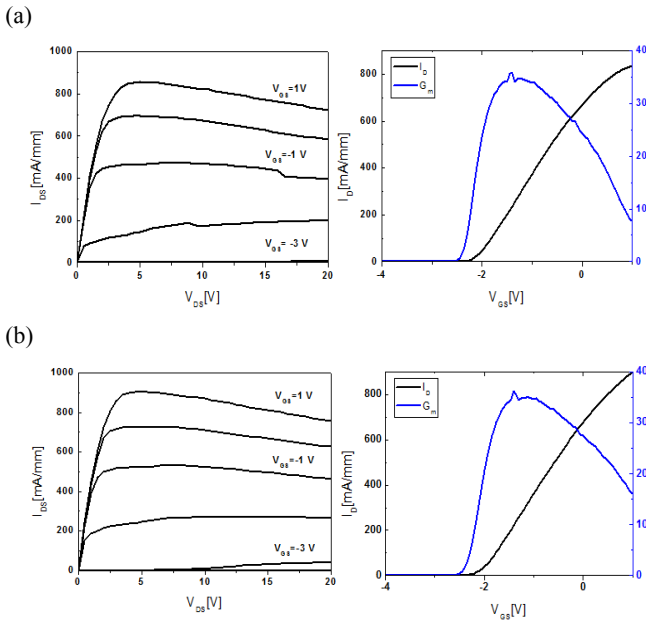 (a)
1000
800
600
400
200
0
0 5 10 15 20
I_DS [mA/mm]
V_DS[V]
V_GS=1V
V_GS=-1 V
V_GS = -3 V
800
600
400
200
0
-4 -2 0
I_D[mA/mm]
V_GS[V]
I_D
G_m
10
15
20
25
30
(b)
1000
800
600
400
200
0
0 5 10 15 20
I_DS [mA/mm]
V_DS[V]
V_GS=1 V
V_GS=-1 V
V_GS=-3 V
800
600
400
200
0
-4 -2 0
I_D[mA/mm]
V_GS[V]
I_D
G_m
10
15
20
25
30